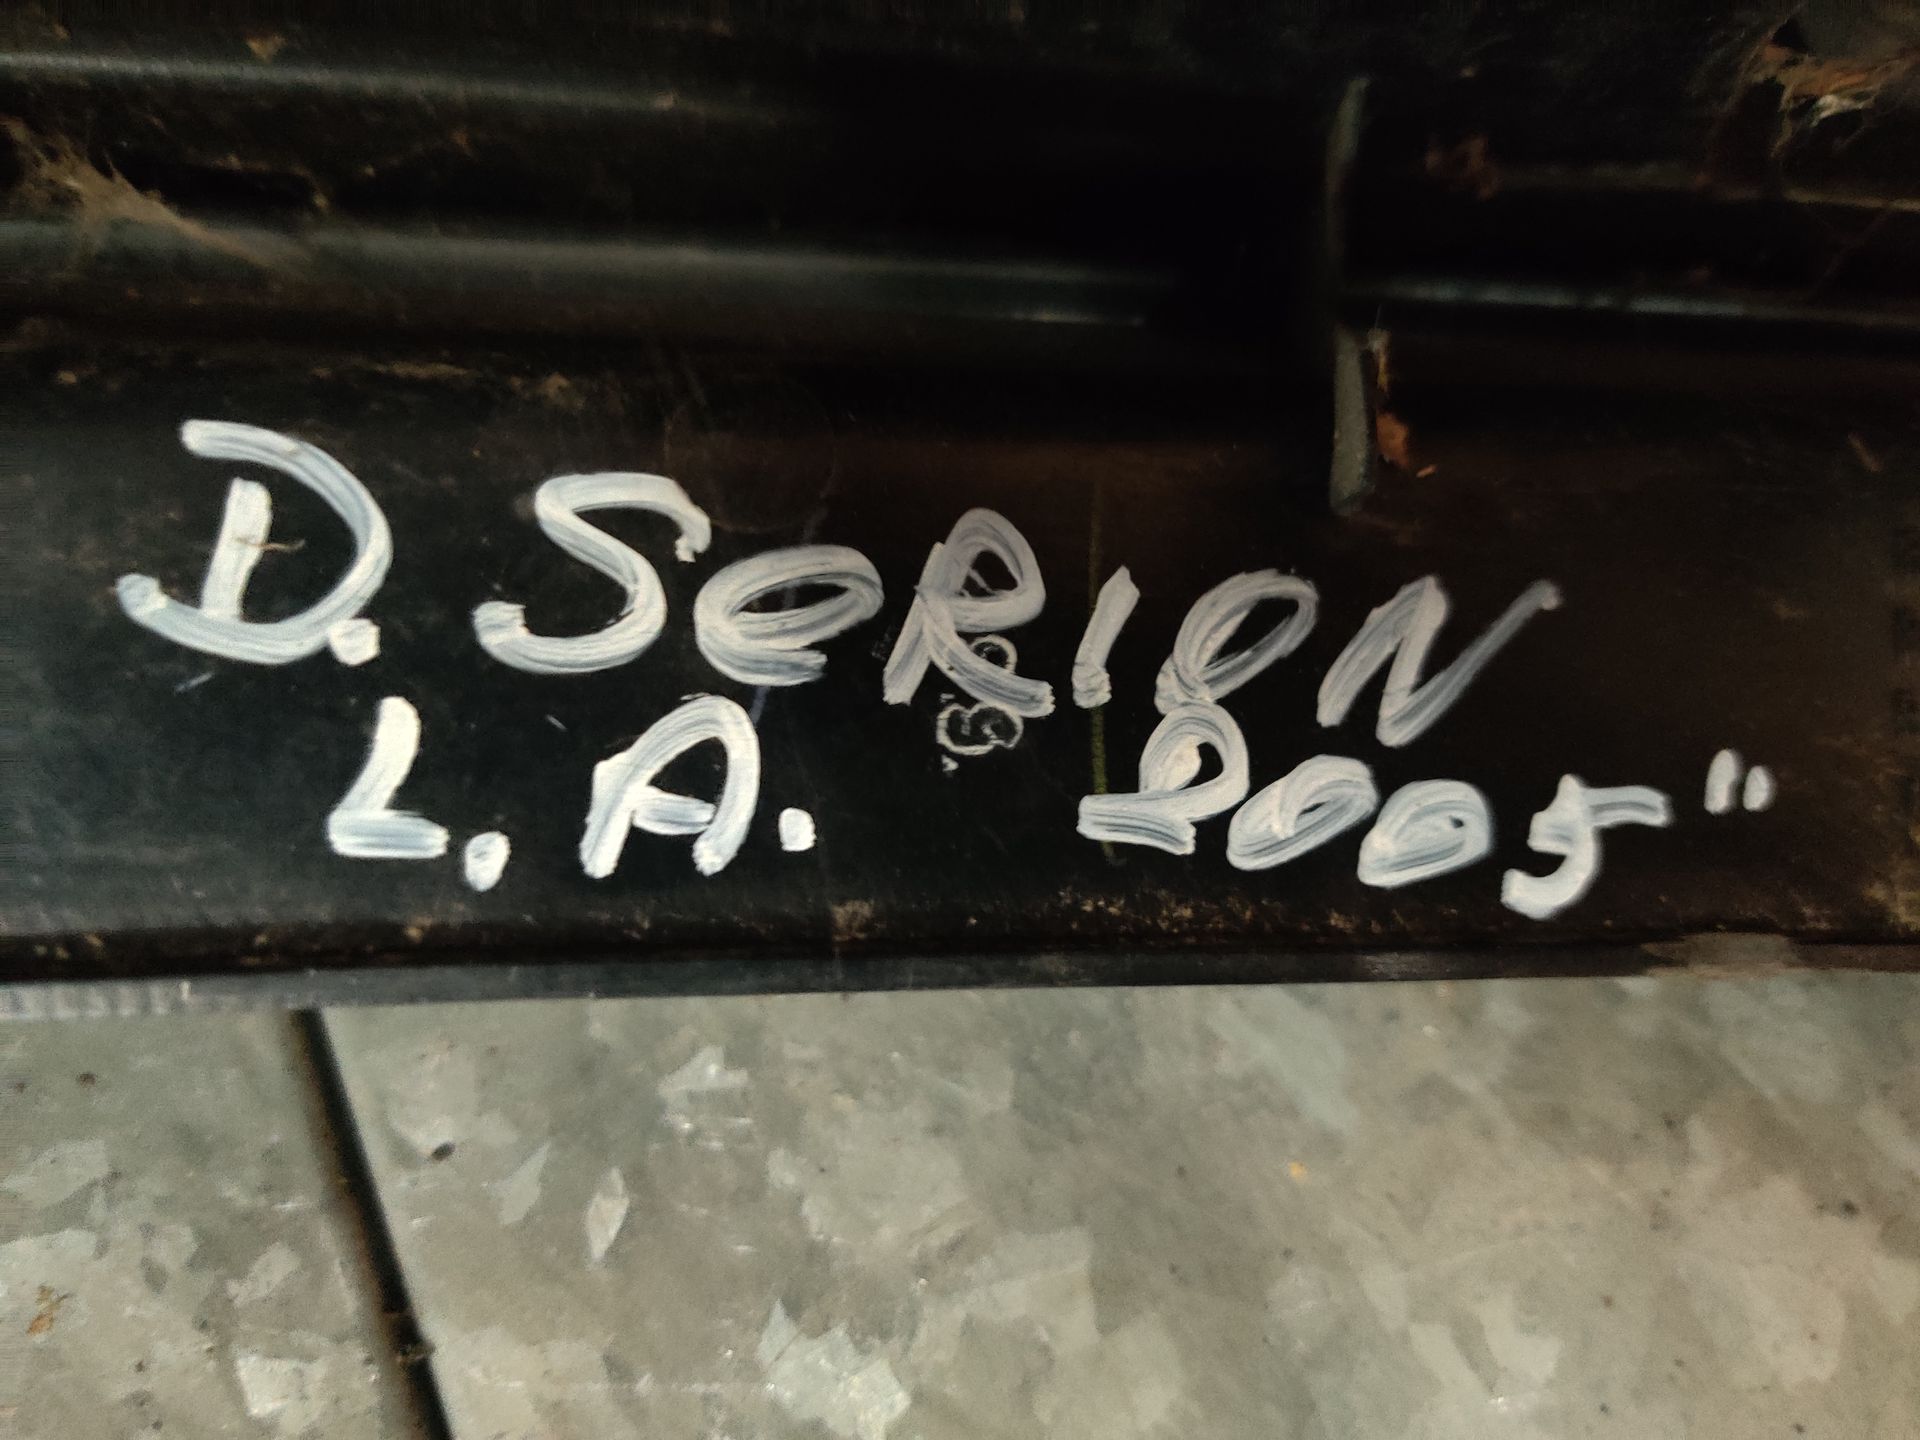 D. SeRION
L.A. 2005"